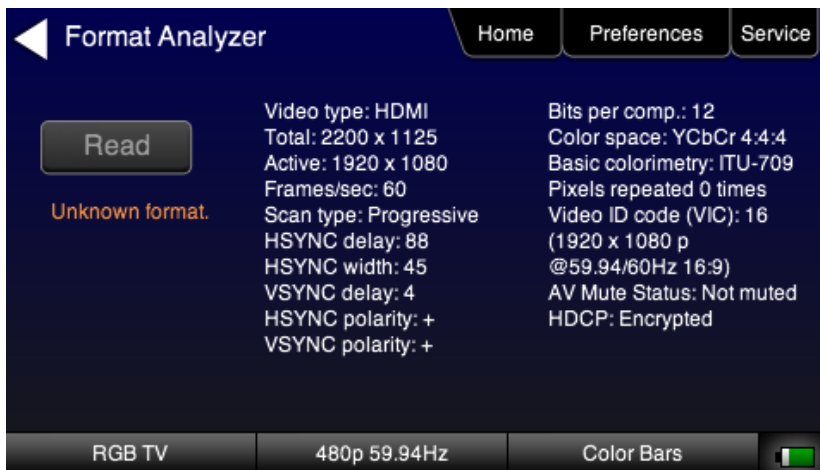 Format Analyzer
Home
Preferences
Service
Read
Unknown format.
Video type: HDMI
Total: 2200 x 1125
Active: 1920 x 1080
Frames/sec: 60
Scan type: Progressive
HSYNC delay: 88
HSYNC width: 45
VSYNC delay: 4
HSYNC polarity: +
VSYNC polarity: +
Bits per comp.: 12
Color space: YCbCr 4:4:4
Basic colorimetry: ITU-709
Pixels repeated 0 times
Video ID code (VIC): 16
(1920 x 1080 p
@59.94/60Hz 16:9)
AV Mute Status: Not muted
HDCP: Encrypted
RGB TV
480p 59.94Hz
Color Bars